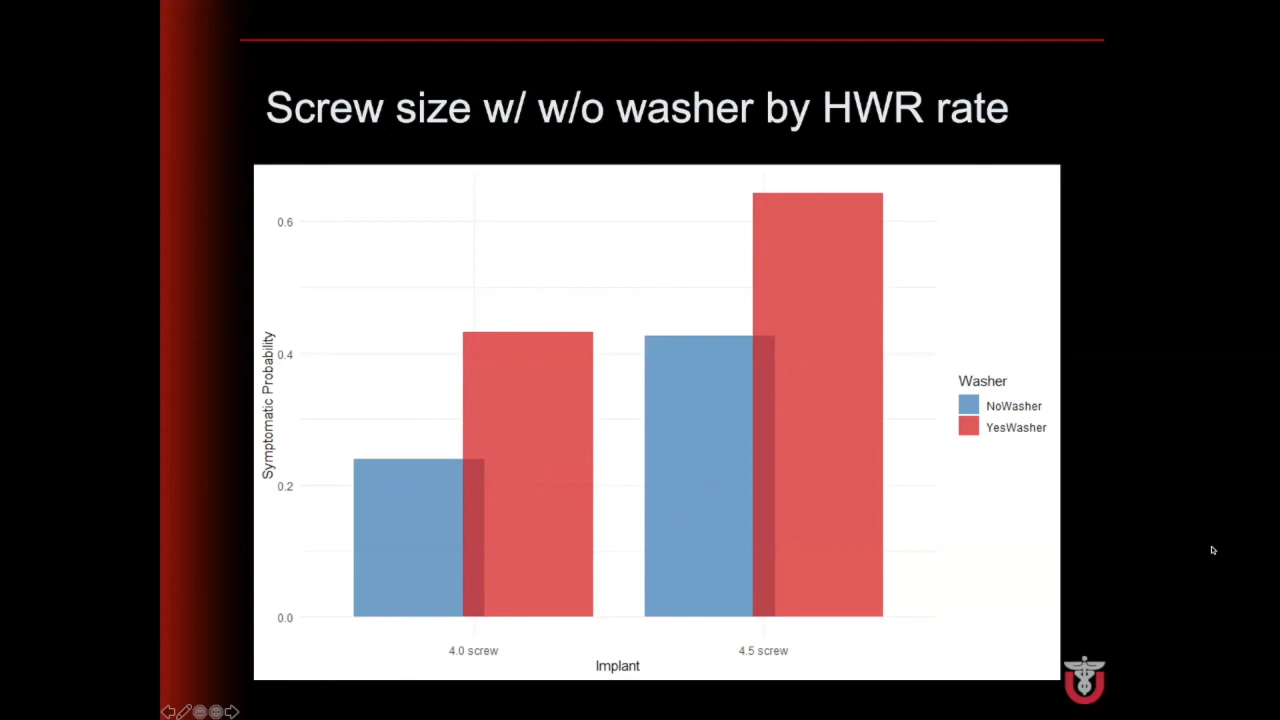 Screw size w/ w/o washer by HWR rate
0.6
0.4
0.2
0.0
Symptomatic Probability
4.0 screw
4.5 screw
Implant
Washer
NoWasher
YesWasher
U